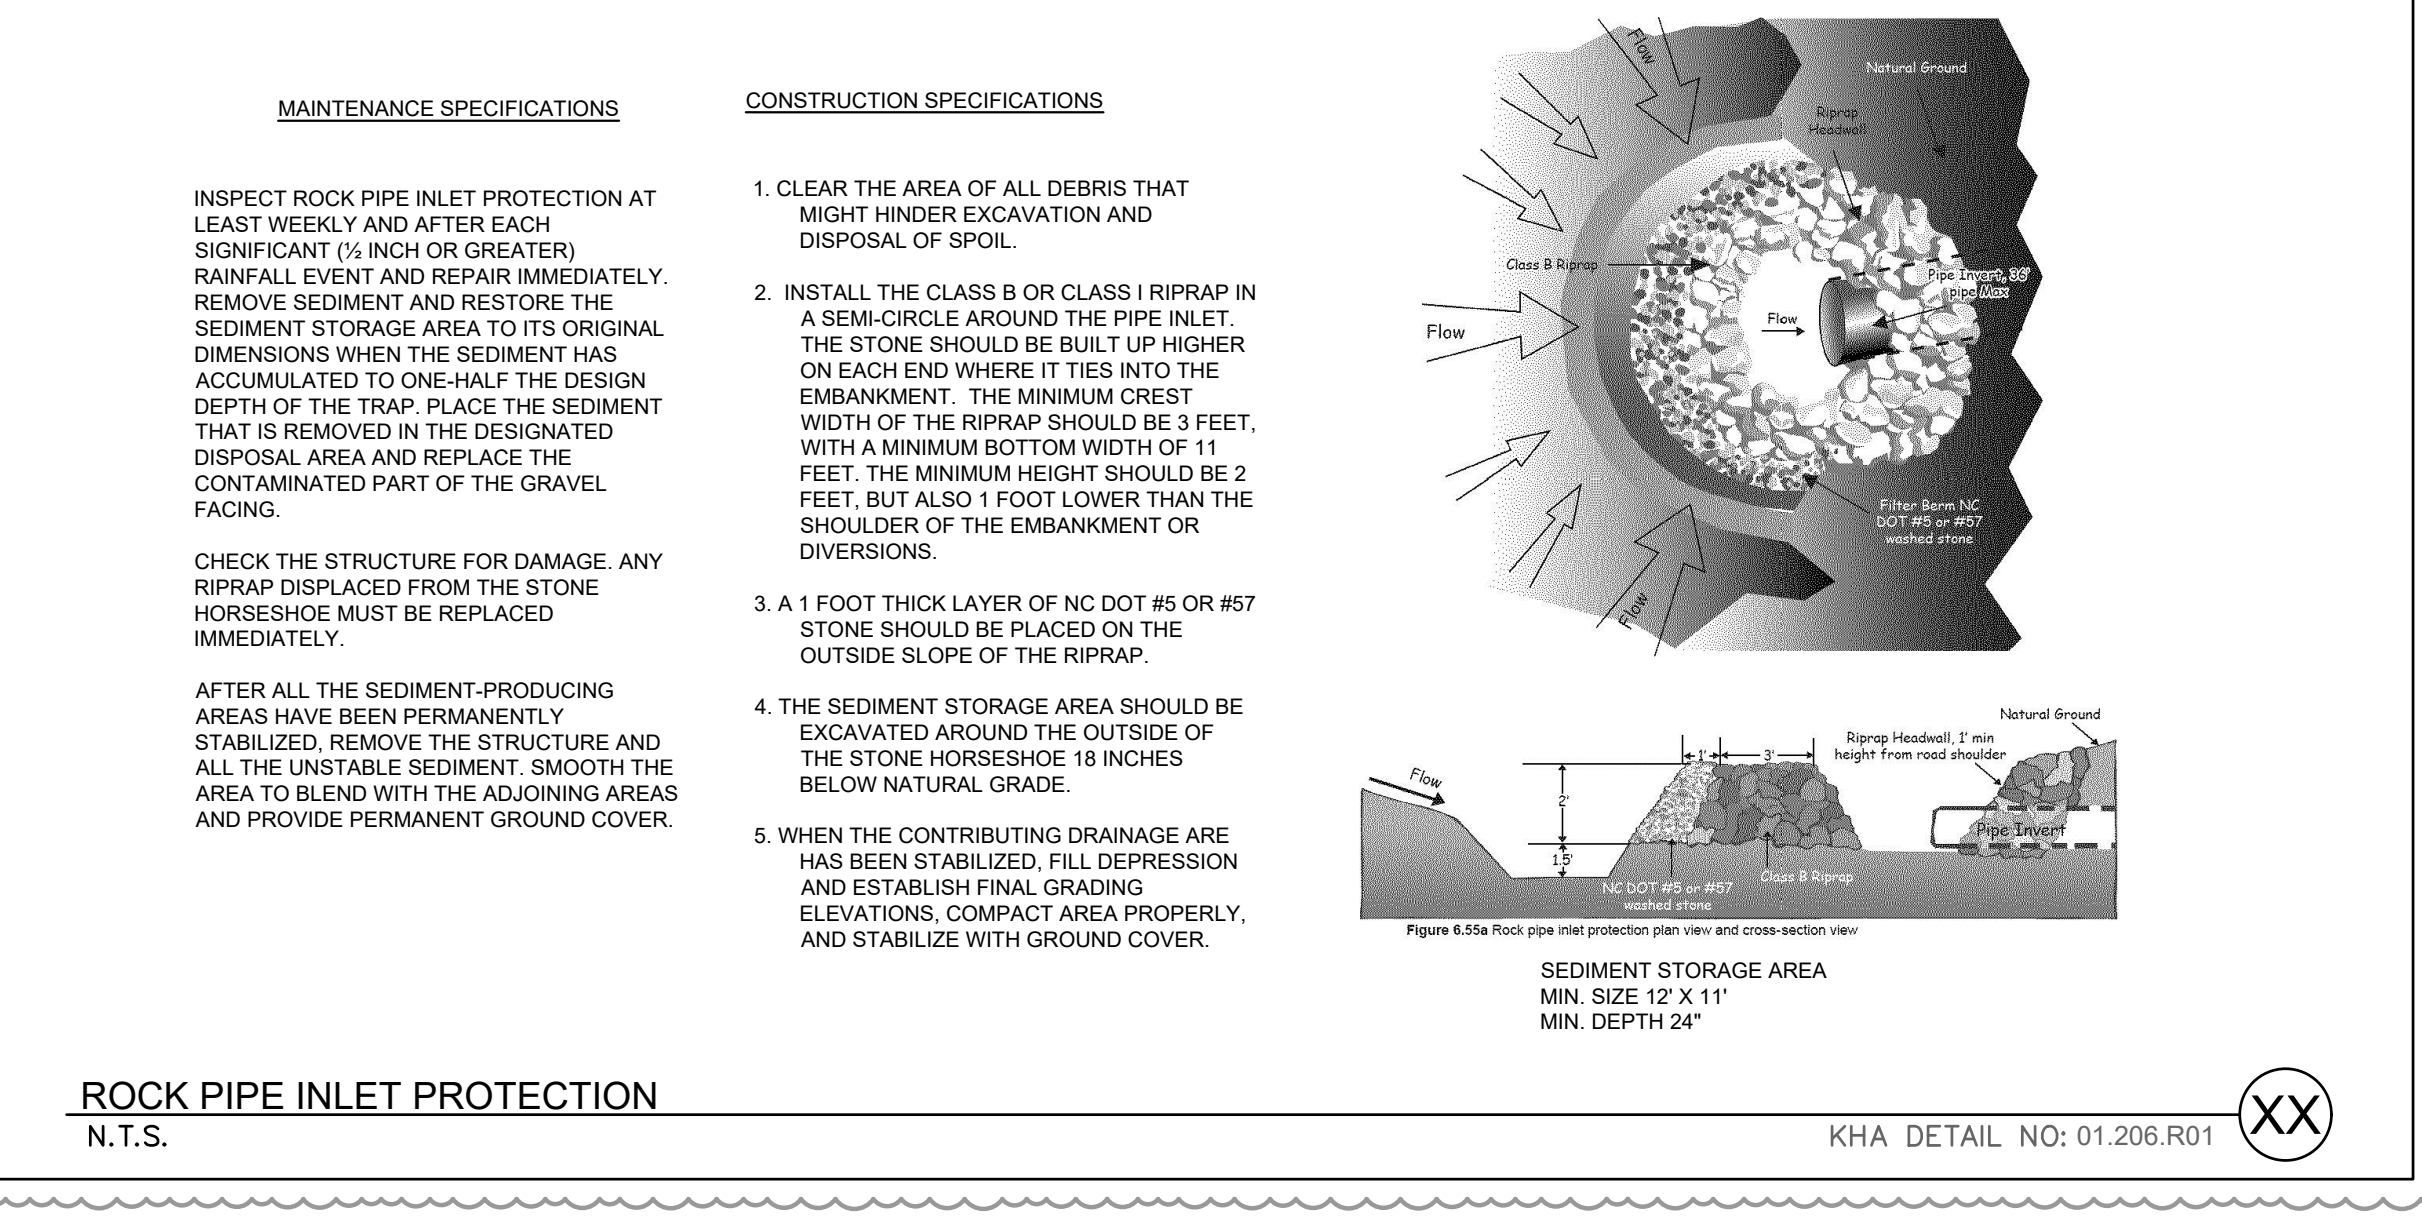 MAINTENANCE SPECIFICATIONS
INSPECT ROCK PIPE INLET PROTECTION AT
LEAST WEEKLY AND AFTER EACH
SIGNIFICANT (½ INCH OR GREATER)
RAINFALL EVENT AND REPAIR IMMEDIATELY.
REMOVE SEDIMENT AND RESTORE THE
SEDIMENT STORAGE AREA TO ITS ORIGINAL
DIMENSIONS WHEN THE SEDIMENT HAS
ACCUMULATED TO ONE-HALF THE DESIGN
DEPTH OF THE TRAP. PLACE THE SEDIMENT
THAT IS REMOVED IN THE DESIGNATED
DISPOSAL AREA AND REPLACE THE
CONTAMINATED PART OF THE GRAVEL
FACING.
CHECK THE STRUCTURE FOR DAMAGE. ANY
RIPRAP DISPLACED FROM THE STONE
HORSESHOE MUST BE REPLACED
IMMEDIATELY.
AFTER ALL THE SEDIMENT-PRODUCING
AREAS HAVE BEEN PERMANENTLY
STABILIZED, REMOVE THE STRUCTURE AND
ALL THE UNSTABLE SEDIMENT. SMOOTH THE
AREA TO BLEND WITH THE ADJOINING AREAS
AND PROVIDE PERMANENT GROUND COVER.
CONSTRUCTION SPECIFICATIONS
1. CLEAR THE AREA OF ALL DEBRIS THAT
MIGHT HINDER EXCAVATION AND
DISPOSAL OF SPOIL.
2. INSTALL THE CLASS B OR CLASS I RIPRAP IN
A SEMI-CIRCLE AROUND THE PIPE INLET.
THE STONE SHOULD BE BUILT UP HIGHER
ON EACH END WHERE IT TIES INTO THE
EMBANKMENT. THE MINIMUM CREST
WIDTH OF THE RIPRAP SHOULD BE 3 FEET,
WITH A MINIMUM BOTTOM WIDTH OF 11
FEET. THE MINIMUM HEIGHT SHOULD BE 2
FEET, BUT ALSO 1 FOOT LOWER THAN THE
SHOULDER OF THE EMBANKMENT OR
DIVERSIONS.
3. A 1 FOOT THICK LAYER OF NC DOT #5 OR #57
STONE SHOULD BE PLACED ON THE
OUTSIDE SLOPE OF THE RIPRAP.
4. THE SEDIMENT STORAGE AREA SHOULD BE
EXCAVATED AROUND THE OUTSIDE OF
THE STONE HORSESHOE 18 INCHES
BELOW NATURAL GRADE.
5. WHEN THE CONTRIBUTING DRAINAGE ARE
HAS BEEN STABILIZED, FILL DEPRESSION
AND ESTABLISH FINAL GRADING
ELEVATIONS, COMPACT AREA PROPERLY,
AND STABILIZE WITH GROUND COVER.
Flow
Natural Ground
Riprap
Headwall
Class B Riprap
Pipe Invert, 36'
pipe Max
Flow
Flow
Filter Berm NC
DOT #5 or #57
washed stone
Flow
Natural Ground
Riprap Headwall, 1' min
height from road shoulder
1'
3'
Flow
2'
Pipe Invert
1.5'
Class B Riprap
NC DOT #5 or #57
washed stone
Figure 6.55a Rock pipe inlet protection plan view and cross-section view
SEDIMENT STORAGE AREA
MIN. SIZE 12' X 11'
MIN. DEPTH 24"
ROCK PIPE INLET PROTECTION
N.T.S.
KHA DETAIL NO: 01.206.R01
XX